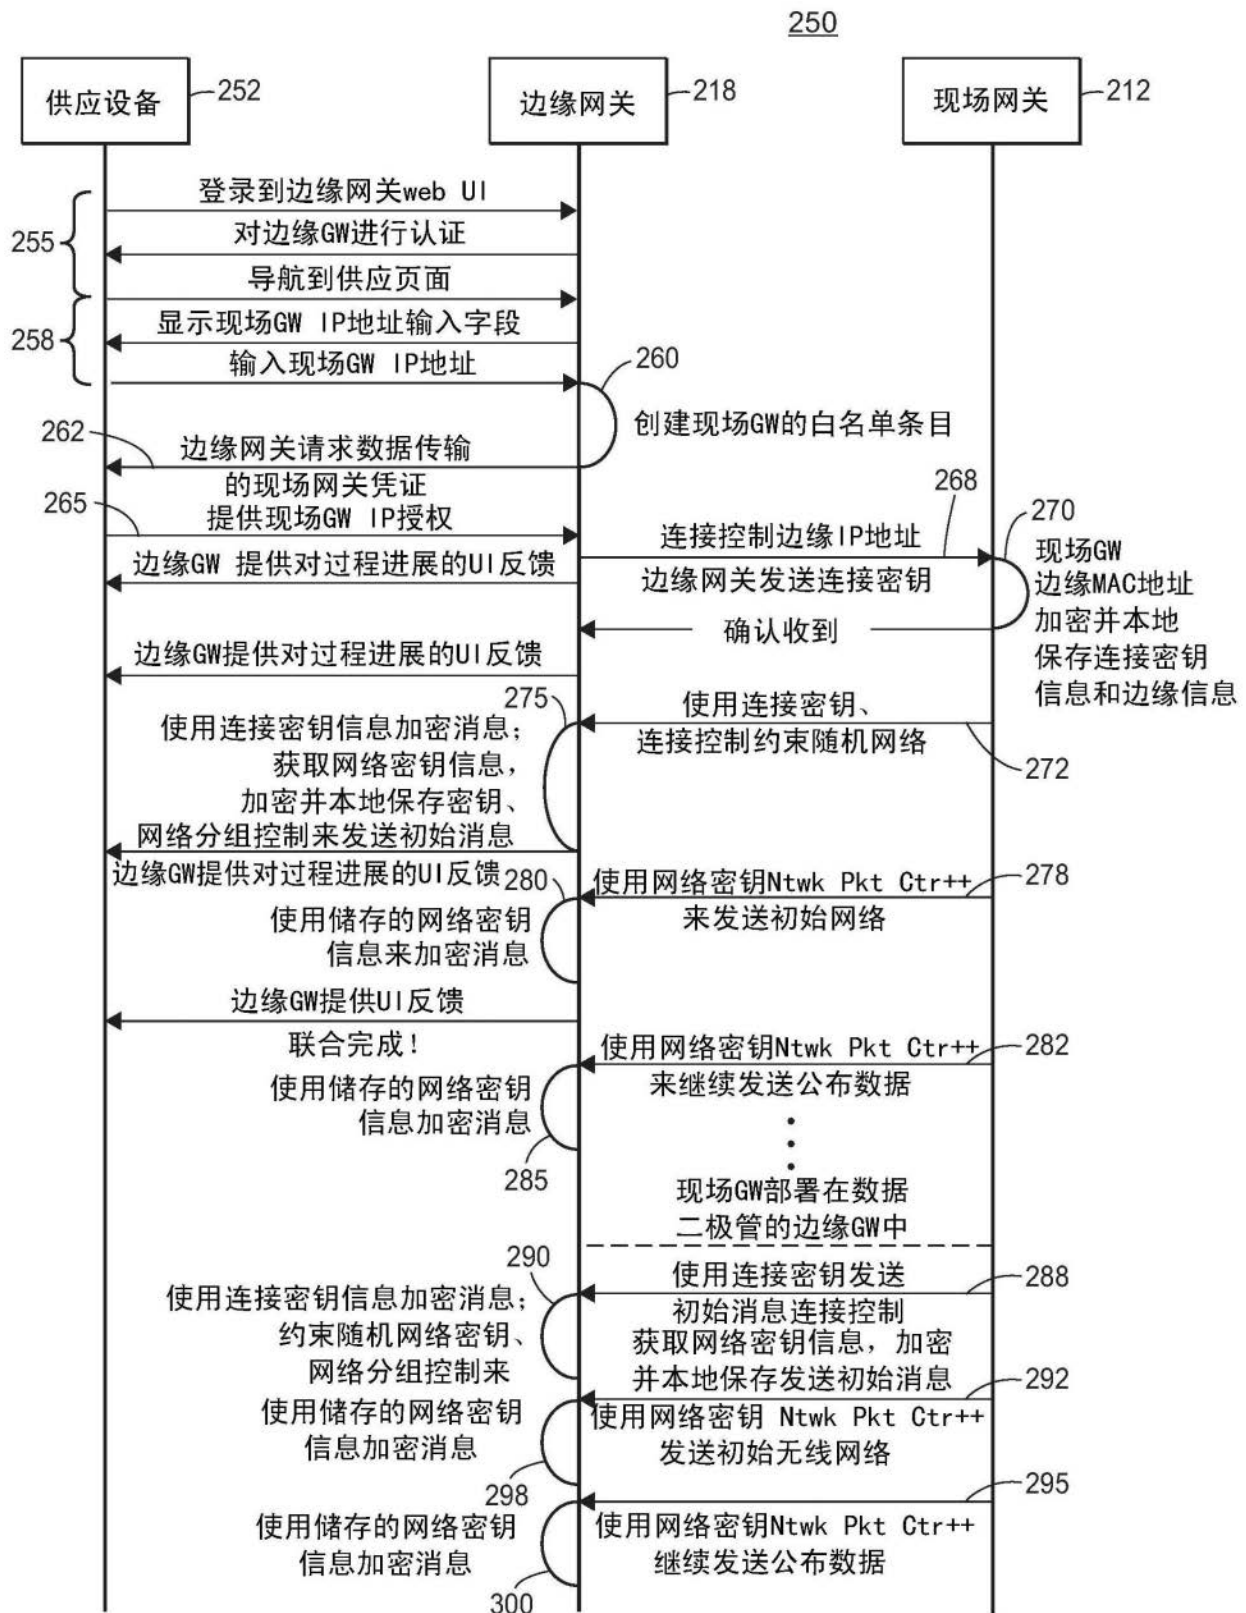 250
供应设备
252
边缘网关
218
现场网关
212
登录到边缘网关web UI
255
对边缘GW进行认证
导航到供应页面
258
显示现场GW IP地址输入字段
输入现场GW IP地址
260
创建现场GW的白名单条目
262
边缘网关请求数据传输
的现场网关凭证
265
提供现场GW IP授权
268
连接控制边缘IP地址
边缘网关发送连接密钥
270
现场GW
边缘MAC地址
加密并本地
保存连接密钥
信息和边缘信息
边缘GW 提供对过程进展的UI反馈
确认收到
边缘GW提供对过程进展的UI反馈
275
使用连接密钥、
连接控制约束随机网络
272
使用连接密钥信息加密消息;
获取网络密钥信息,
加密并本地保存密钥、
网络分组控制来发送初始消息
边缘GW提供对过程进展的UI反馈
280
使用网络密钥Ntwk Pkt Ctr++
来发送初始网络
278
使用储存的网络密钥
信息来加密消息
边缘GW提供UI反馈
联合完成!
使用网络密钥Ntwk Pkt Ctr++
来继续发送公布数据
282
使用储存的网络密钥
信息加密消息
285
现场GW部署在数据
二极管的边缘GW中
290
使用连接密钥发送
初始消息连接控制
288
使用连接密钥信息加密消息;
约束随机网络密钥、
网络分组控制来
获取网络密钥信息,加密
并本地保存发送初始消息
292
使用储存的网络密钥
信息加密消息
298
使用网络密钥 Ntwk Pkt Ctr++
发送初始无线网络
295
使用储存的网络密钥
信息加密消息
300
使用网络密钥Ntwk Pkt Ctr++
继续发送公布数据